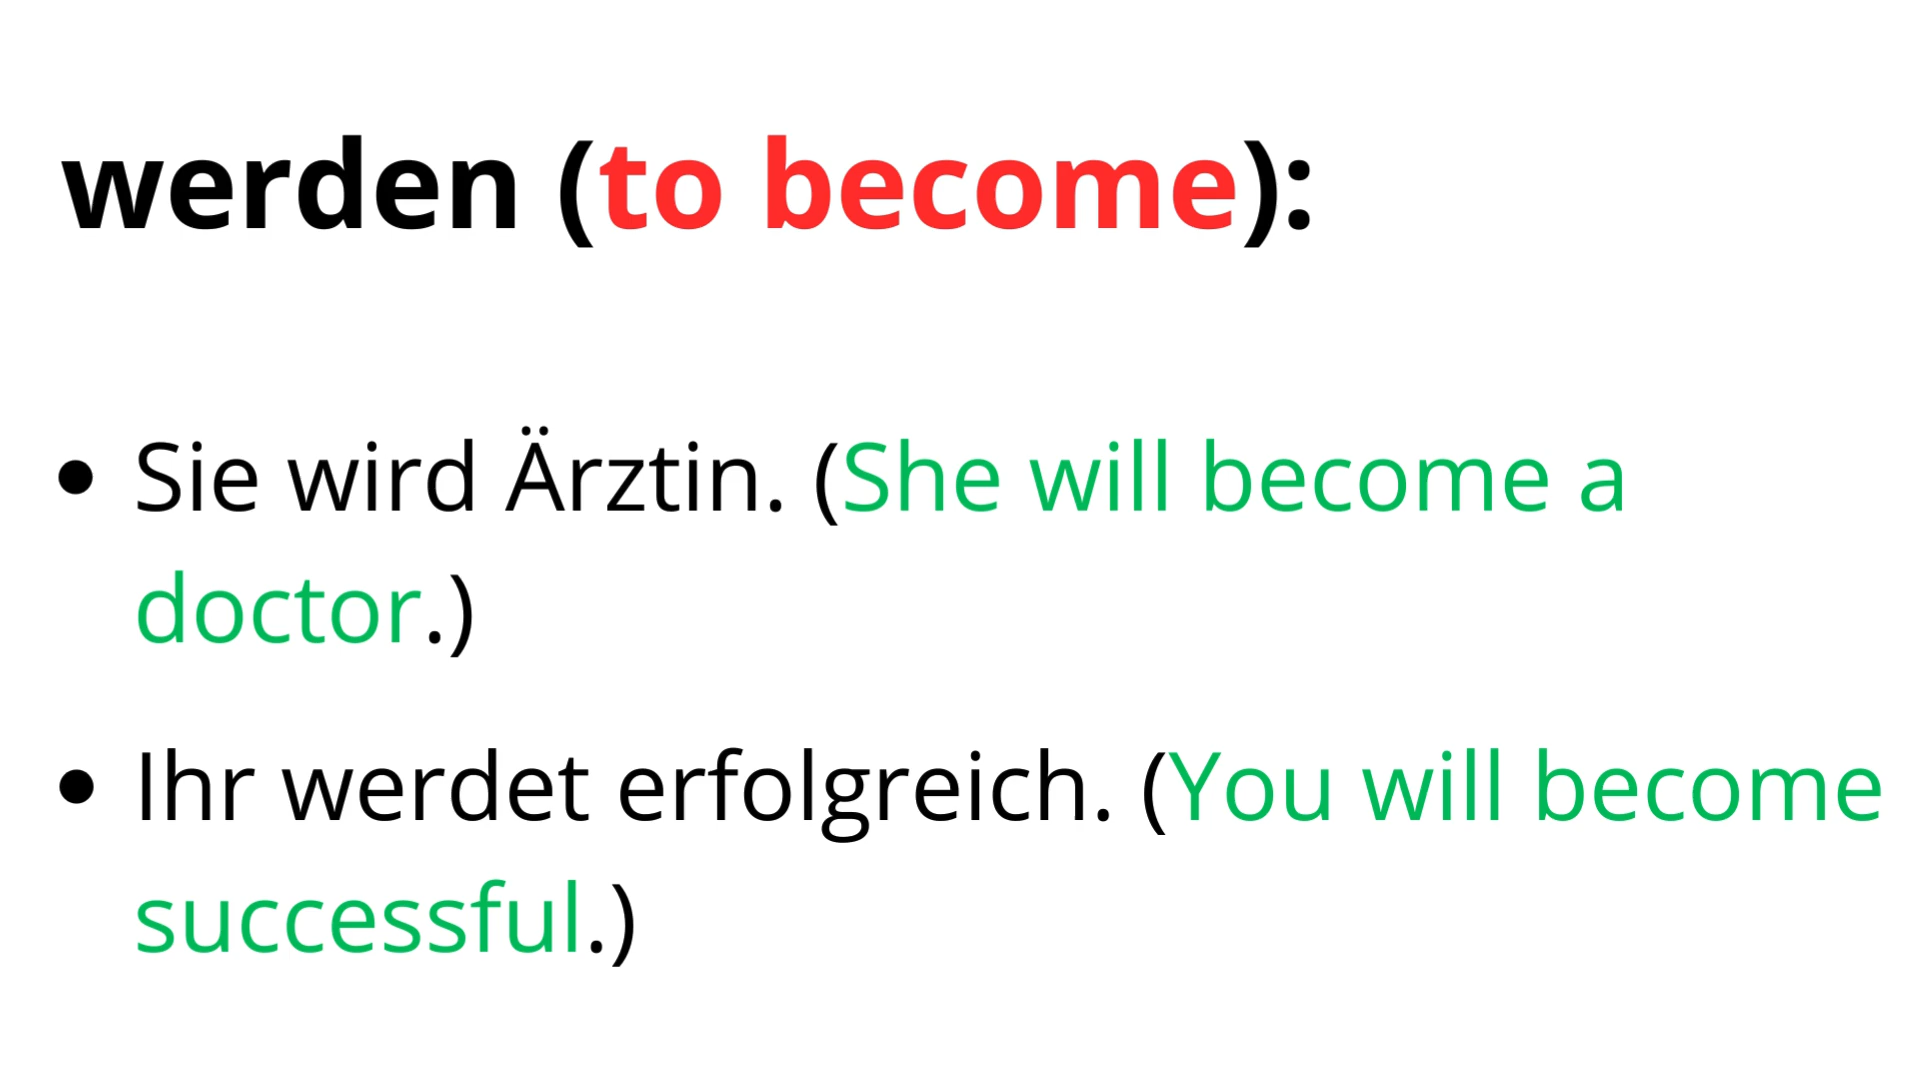 werden (to become):
• Sie wird Ärztin. (She will become a
doctor.)
• Ihr werdet erfolgreich. (You will become
successful.)